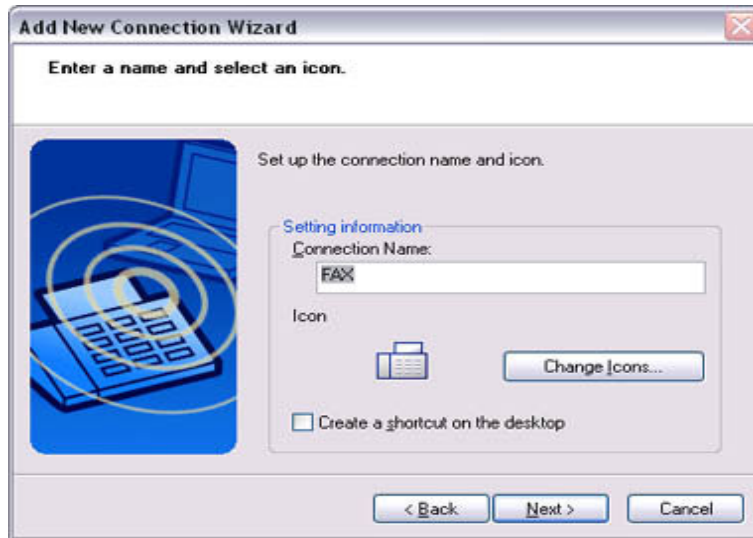 Add New Connection Wizard
Enter a name and select an icon.
Set up the connection name and icon.
Setting information
Connection Name:
FAX
Icon
Change Icons...
Create a shortcut on the desktop
< Back
Next >
Cancel